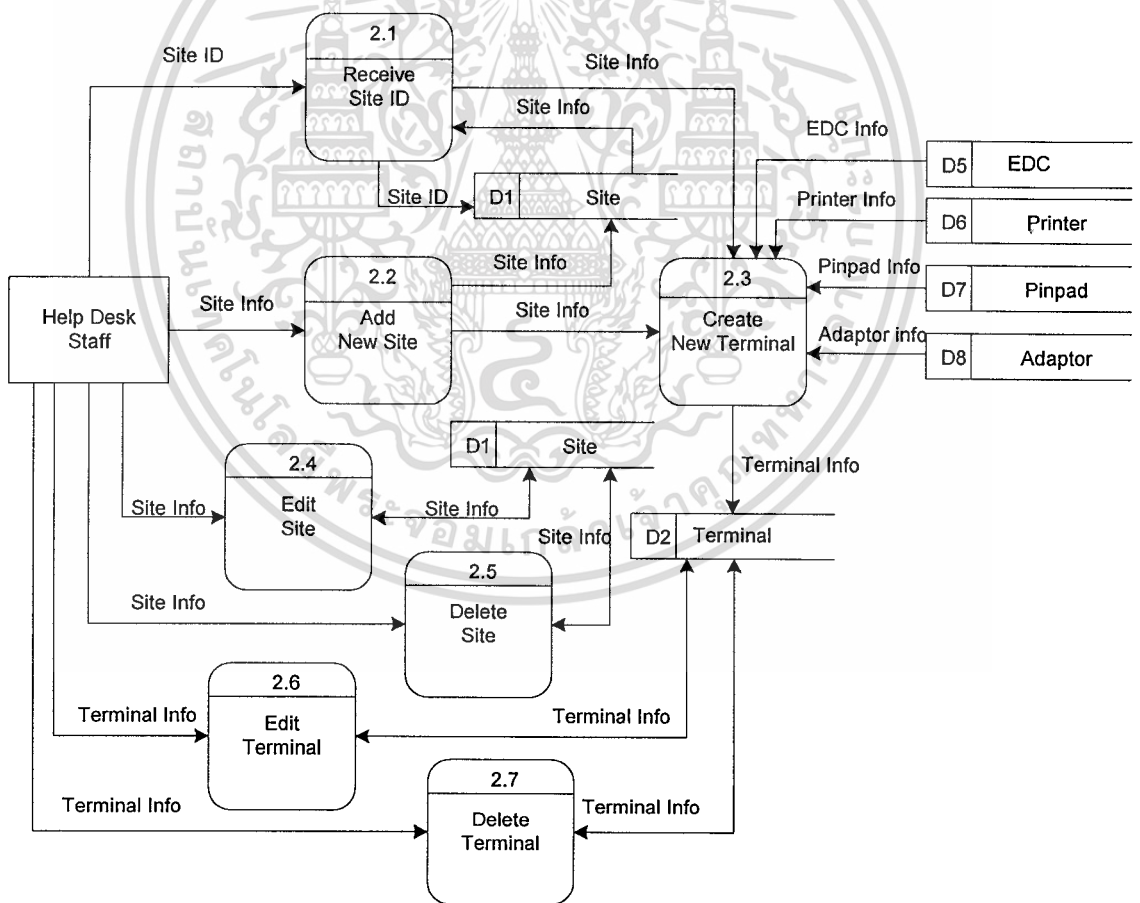 2.1
Receive
Site ID
Site ID
Site Info
Site Info
Site ID
D1 Site
EDC Info
D5 EDC
Printer Info
D6 Printer
Pinpad Info
D7 Pinpad
Adaptor info
D8 Adaptor
Help Desk
Staff
Site Info
2.2
Add
New Site
Site Info
Site Info
2.3
Create
New Terminal
D1 Site
Terminal Info
2.4
Edit
Site
Site Info
Site Info
Site Info
D2 Terminal
2.5
Delete
Site
Site Info
2.6
Edit
Terminal
Terminal Info
Terminal Info
2.7
Delete
Terminal
Terminal Info
Terminal Info